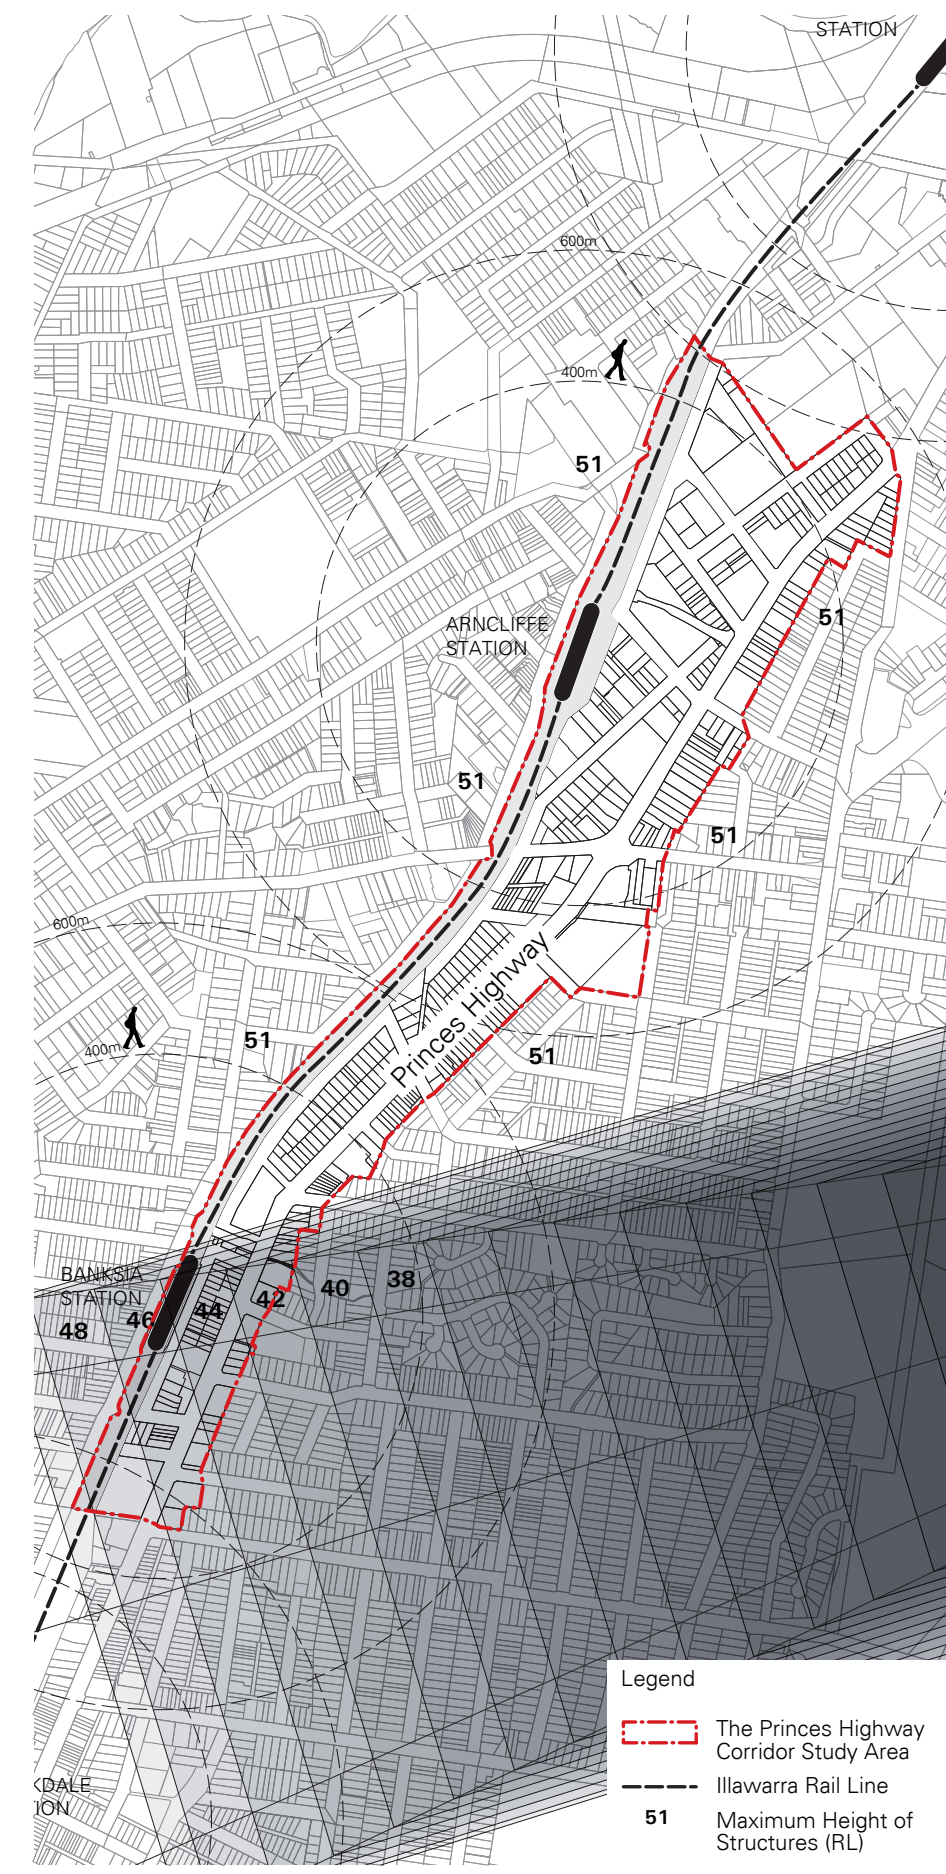 STATION
600m
400m
51
ARNCLIFFE
STATION
51
51
51
600m
Princes Highway
400m
51
51
BANKSIA
STATION
48
46
44
42
40
38
KDALE
ION
Legend
The Princes Highway
Corridor Study Area
Illawarra Rail Line
51
Maximum Height of
Structures (RL)